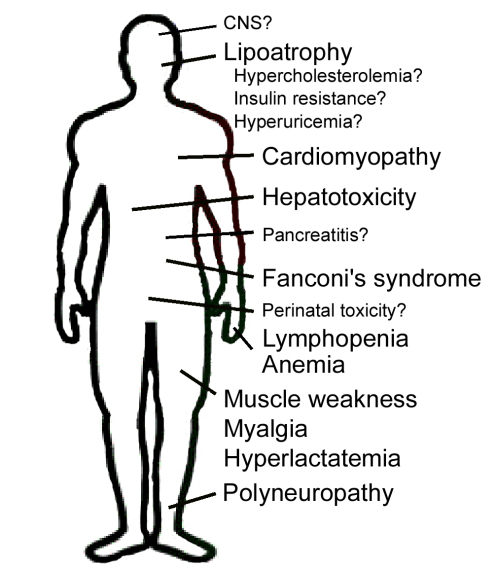 CNS?
Lipoatrophy
Hypercholesterolemia?
Insulin resistance?
Hyperuricemia?
Cardiomyopathy
Hepatotoxicity
Pancreatitis?
Fanconi's syndrome
Perinatal toxicity?
Lymphopenia
Anemia
Muscle weakness
Myalgia
Hyperlactatemia
Polyneuropathy